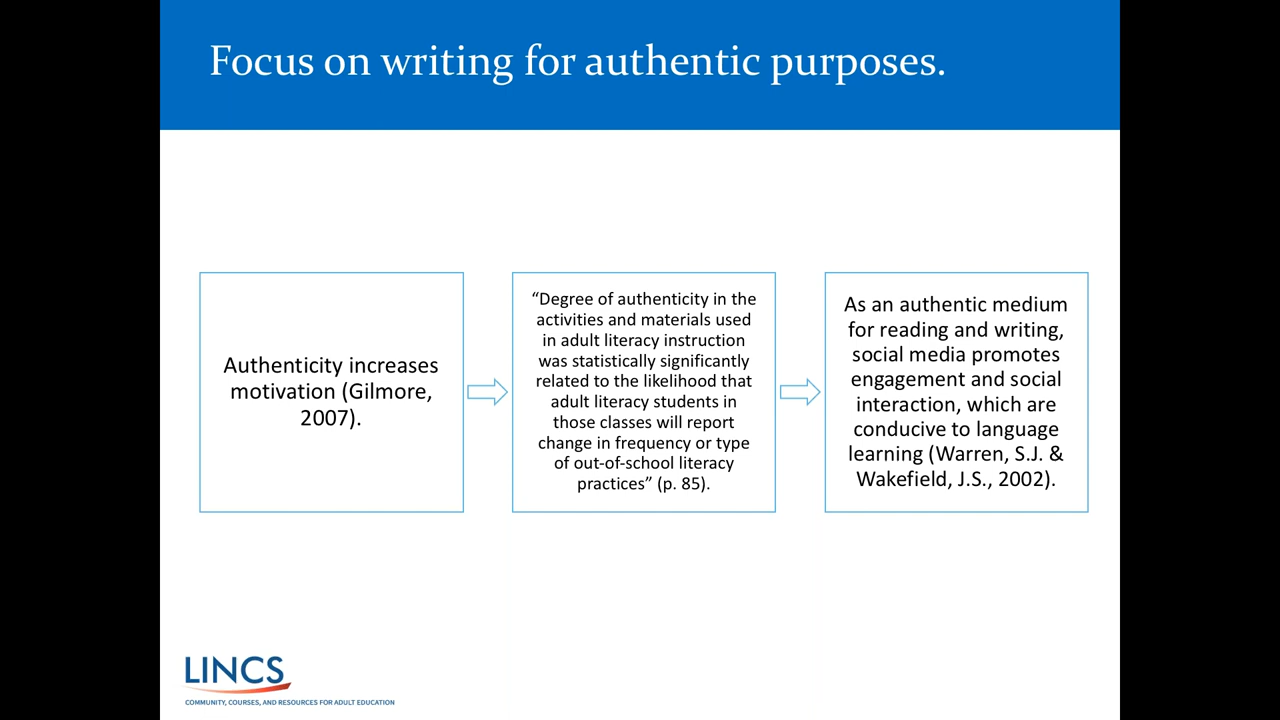 Focus on writing for authentic purposes.
Authenticity increases
motivation (Gilmore,
2007).
“Degree of authenticity in the
activities and materials used
in adult literacy instruction
was statistically significantly
related to the likelihood that
adult literacy students in
those classes will report
change in frequency or type
of out-of-school literacy
practices” (p. 85).
As an authentic medium
for reading and writing,
social media promotes
engagement and social
interaction, which are
conducive to language
learning (Warren, S.J. &
Wakefield, J.S., 2002).
LINCS
COMMUNITY, COURSES, AND RESOURCES FOR ADULT EDUCATION